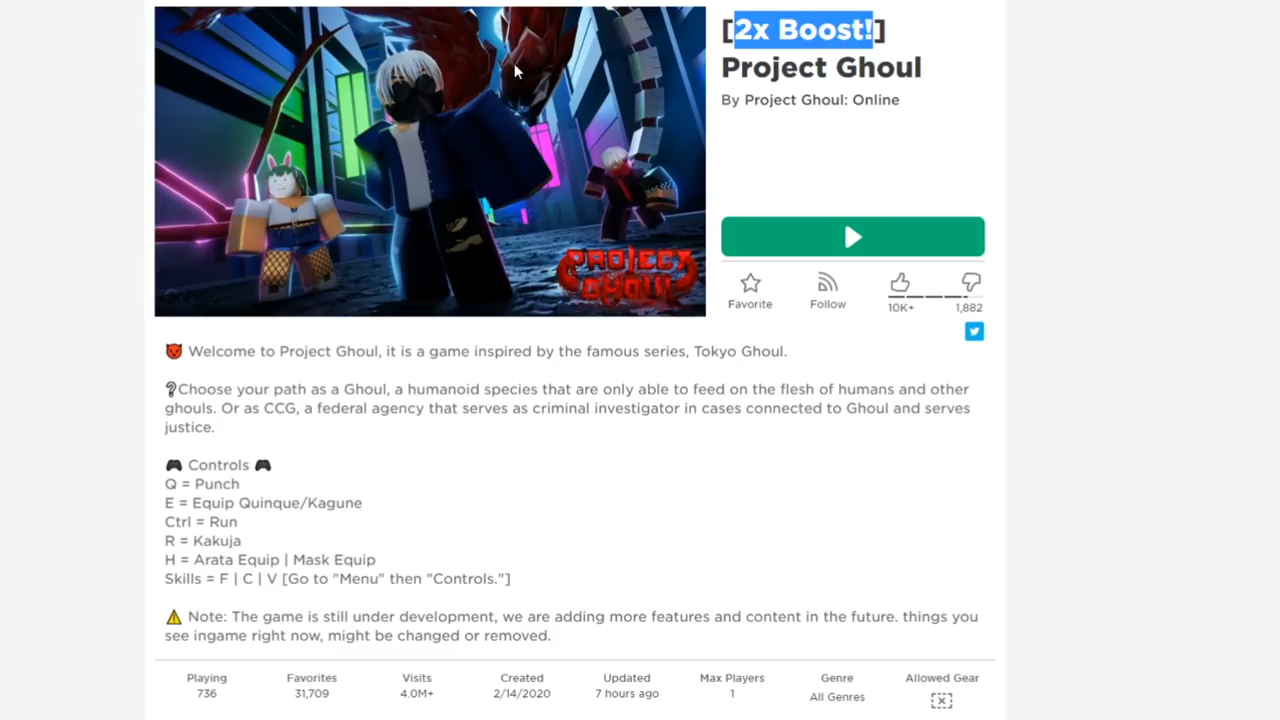 [2x Boost!]
Project Ghoul
By Project Ghoul: Online
PROJECT
GHOUL
Favorite
Follow
10K+
1,882
👿 Welcome to Project Ghoul, it is a game inspired by the famous series, Tokyo Ghoul.
❔Choose your path as a Ghoul, a humanoid species that are only able to feed on the flesh of humans and other
ghouls. Or as CCG, a federal agency that serves as criminal investigator in cases connected to Ghoul and serves
justice.
🎮 Controls 🎮
Q = Punch
E = Equip Quinque/Kagune
Ctrl = Run
R = Kakuja
H = Arata Equip | Mask Equip
Skills = F | C | V [Go to "Menu" then "Controls."]
⚠️ Note: The game is still under development, we are adding more features and content in the future. things you
see ingame right now, might be changed or removed.
Playing Favorites Visits Created Updated Max Players Genre Allowed Gear
736 31,709 4.0M+ 2/14/2020 7 hours ago 1 All Genres